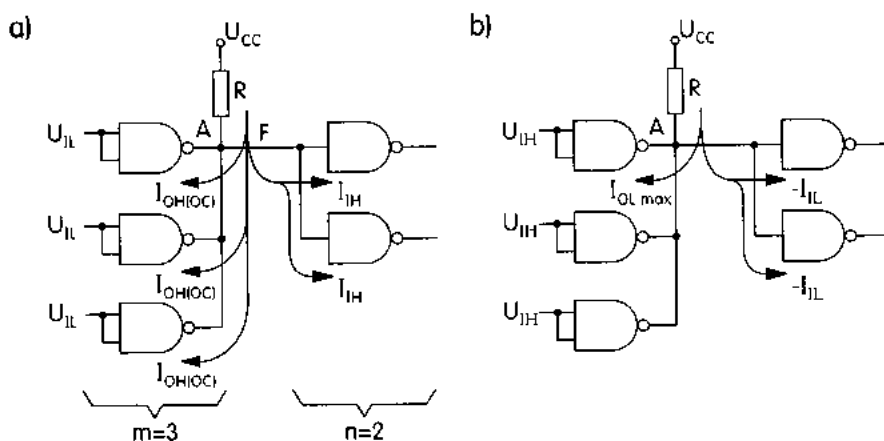 a)
U_CC
R
A F
U_IL
I_OH(OC) I_IH
U_IL
I_OH(OC) I_IH
U_IL
I_OH(OC)
m=3 n=2
b)
U_CC
R
A
U_IH
I_OL max -I_IL
U_IH
-I_IL
U_IH